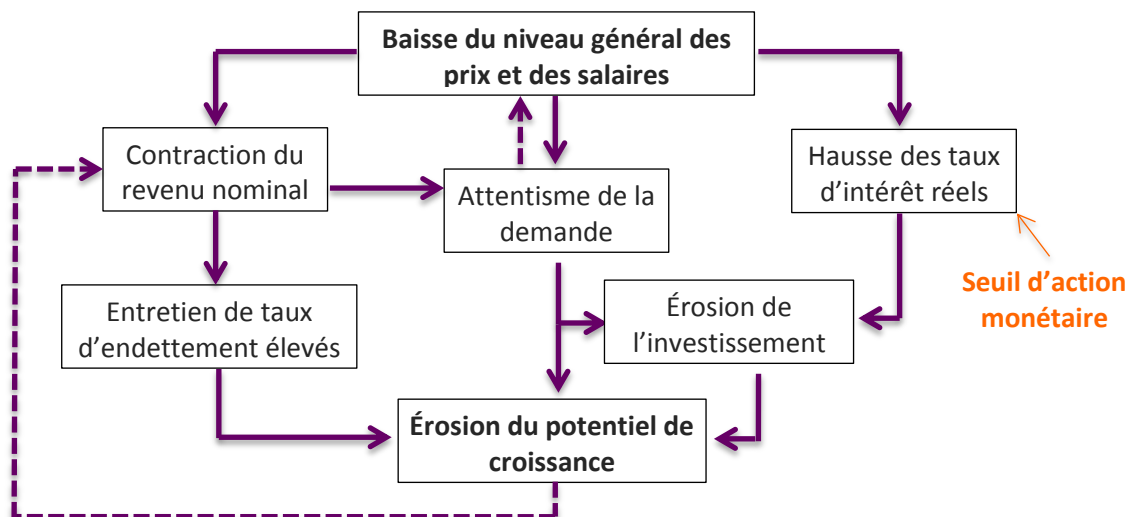 Baisse du niveau général des
prix et des salaires
Contraction du
revenu nominal
Attentisme de la
demande
Hausse des taux
d’intérêt réels
Seuil d’action
monétaire
Entretien de taux
d’endettement élevés
Érosion de
l’investissement
Érosion du potentiel de
croissance